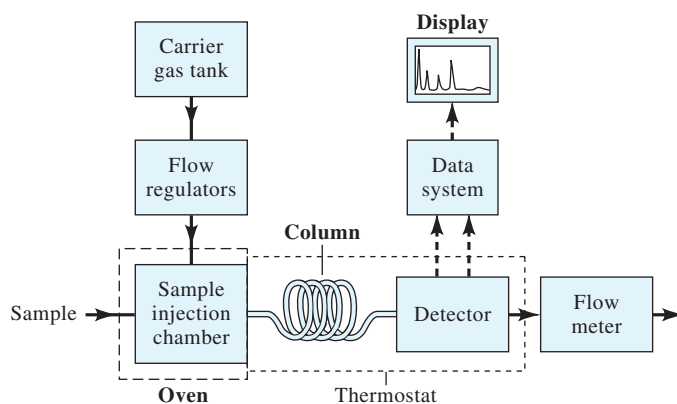 Display
Carrier
gas tank
Flow
regulators
Data
system
Column
Sample
Sample
injection
chamber
Detector
Flow
meter
Oven
Thermostat